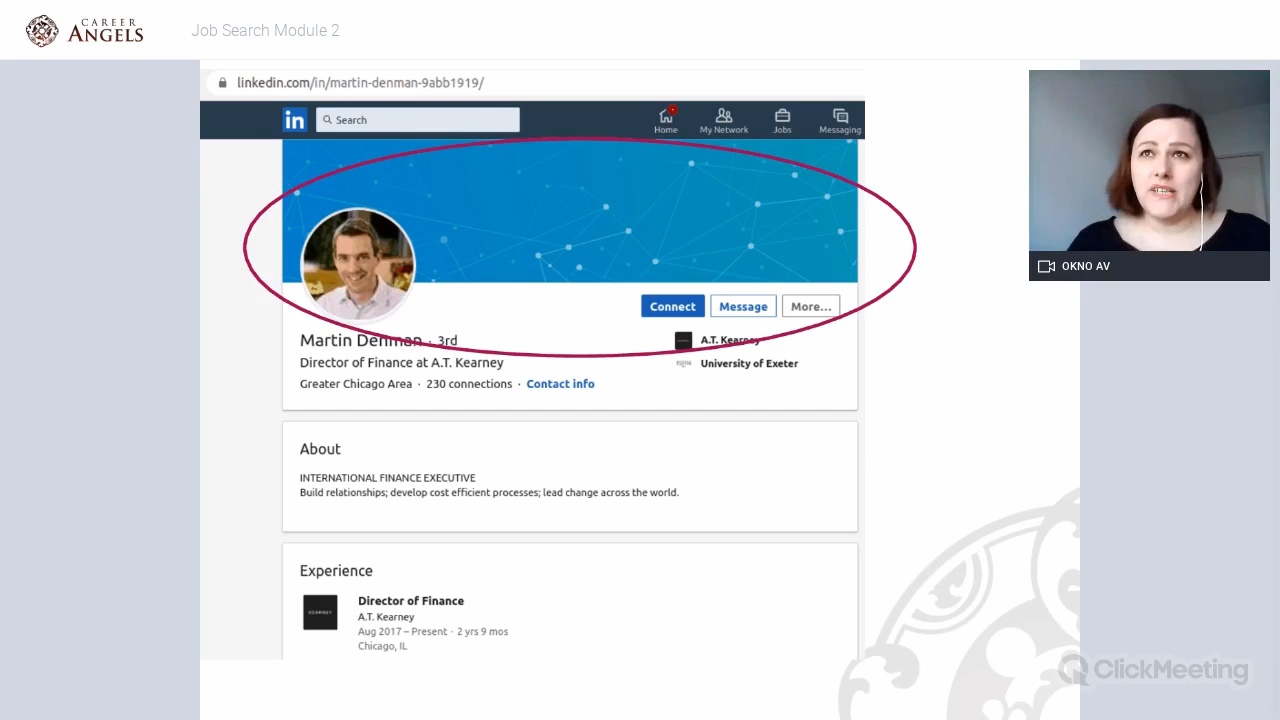 CAREER
ANGELS
Job Search Module 2
linkedin.com/in/martin-denman-9abb1919/
in
Search
Home
My Network
Jobs
Messaging
OKNO AV
Connect
Message
More...
Martin Denman · 3rd
Director of Finance at A.T. Kearney
Greater Chicago Area · 230 connections · Contact info
A.T. Kearney
University of Exeter
About
INTERNATIONAL FINANCE EXECUTIVE
Build relationships; develop cost efficient processes; lead change across the world.
Experience
KEARNEY
Director of Finance
A.T. Kearney
Aug 2017 – Present · 2 yrs 9 mos
Chicago, IL
ClickMeeting